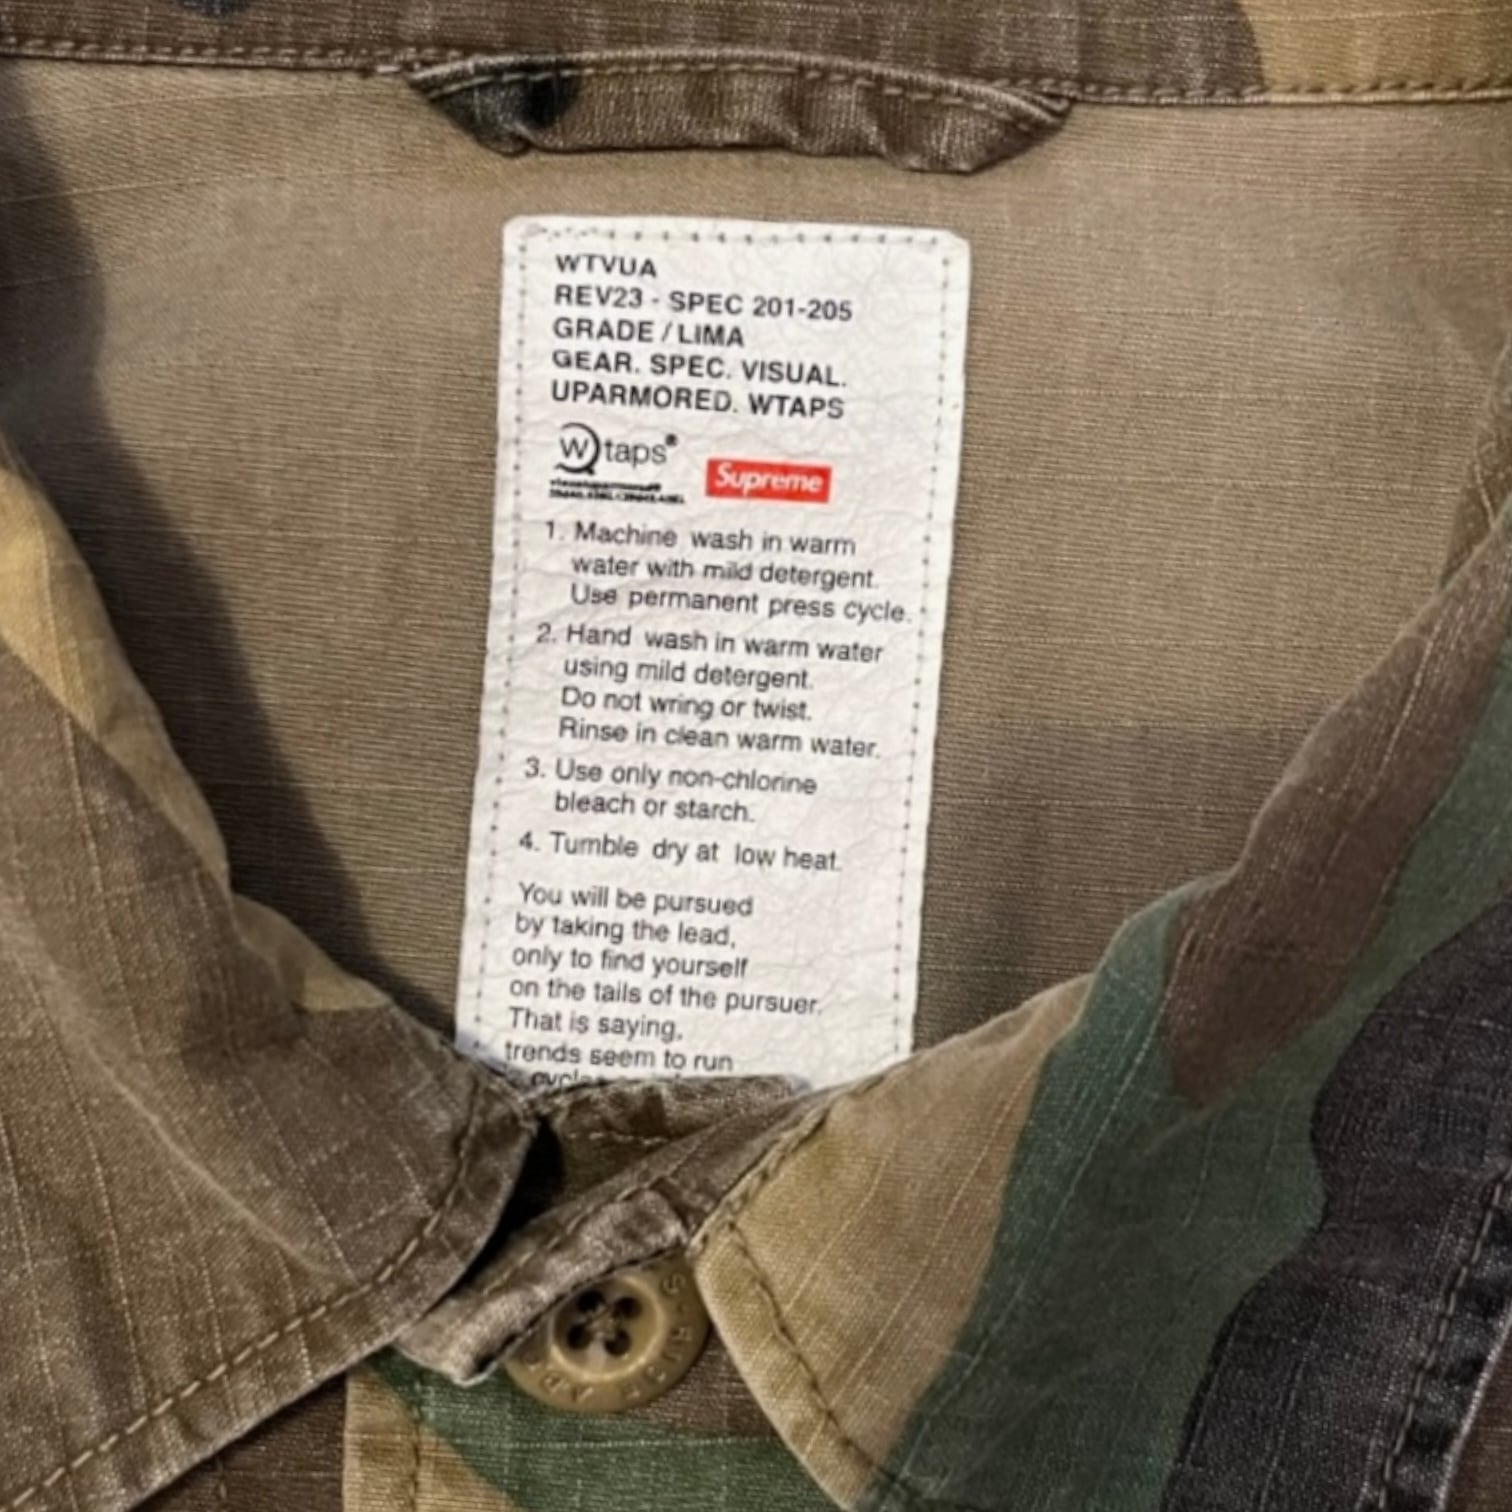 WTVUA
REV23 - SPEC 201-205
GRADE / LIMA
GEAR. SPEC. VISUAL.
UPARMORED. WTAPS
Wtaps®
Supreme
1. Machine wash in warm
water with mild detergent.
Use permanent press cycle.
2. Hand wash in warm water
using mild detergent.
Do not wring or twist.
Rinse in clean warm water.
3. Use only non-chlorine
bleach or starch.
4. Tumble dry at low heat.
You will be pursued
by taking the lead,
only to find yourself
on the tails of the pursuer.
That is saying,
trends seem to run